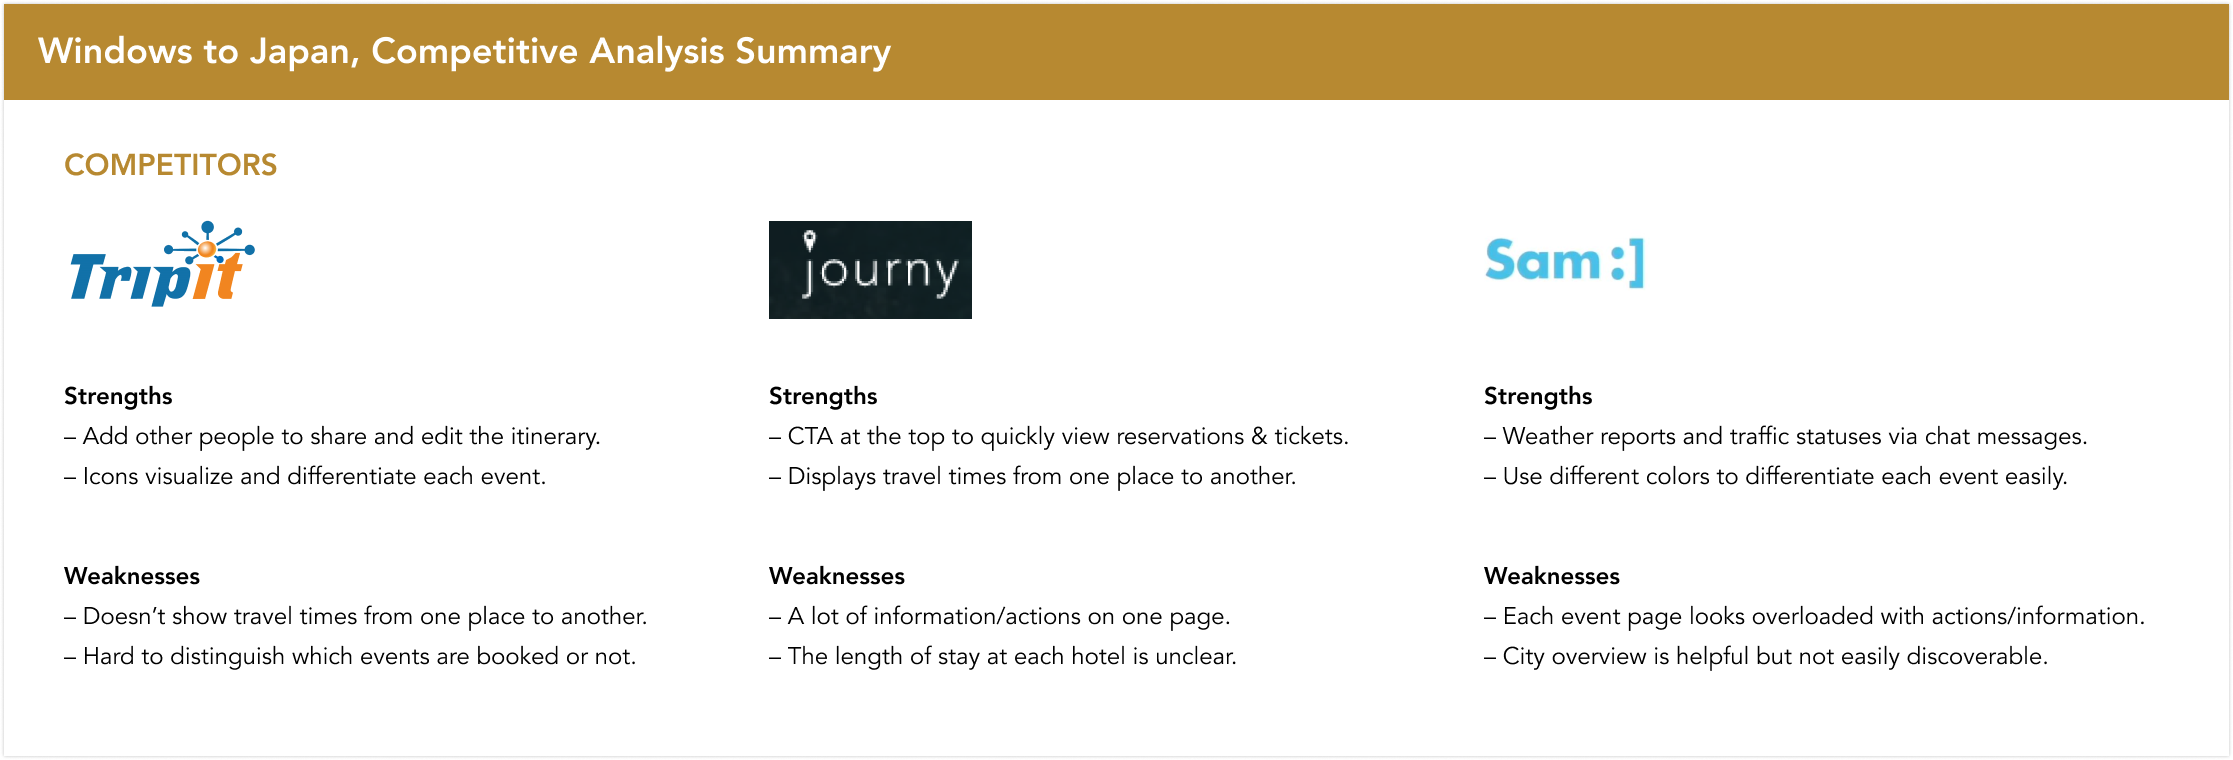 Windows to Japan, Competitive Analysis Summary
COMPETITORS
TripIt
Strengths
– Add other people to share and edit the itinerary.
– Icons visualize and differentiate each event.
Weaknesses
– Doesn’t show travel times from one place to another.
– Hard to distinguish which events are booked or not.
journy
Strengths
– CTA at the top to quickly view reservations & tickets.
– Displays travel times from one place to another.
Weaknesses
– A lot of information/actions on one page.
– The length of stay at each hotel is unclear.
Sam :]
Strengths
– Weather reports and traffic statuses via chat messages.
– Use different colors to differentiate each event easily.
Weaknesses
– Each event page looks overloaded with actions/information.
– City overview is helpful but not easily discoverable.